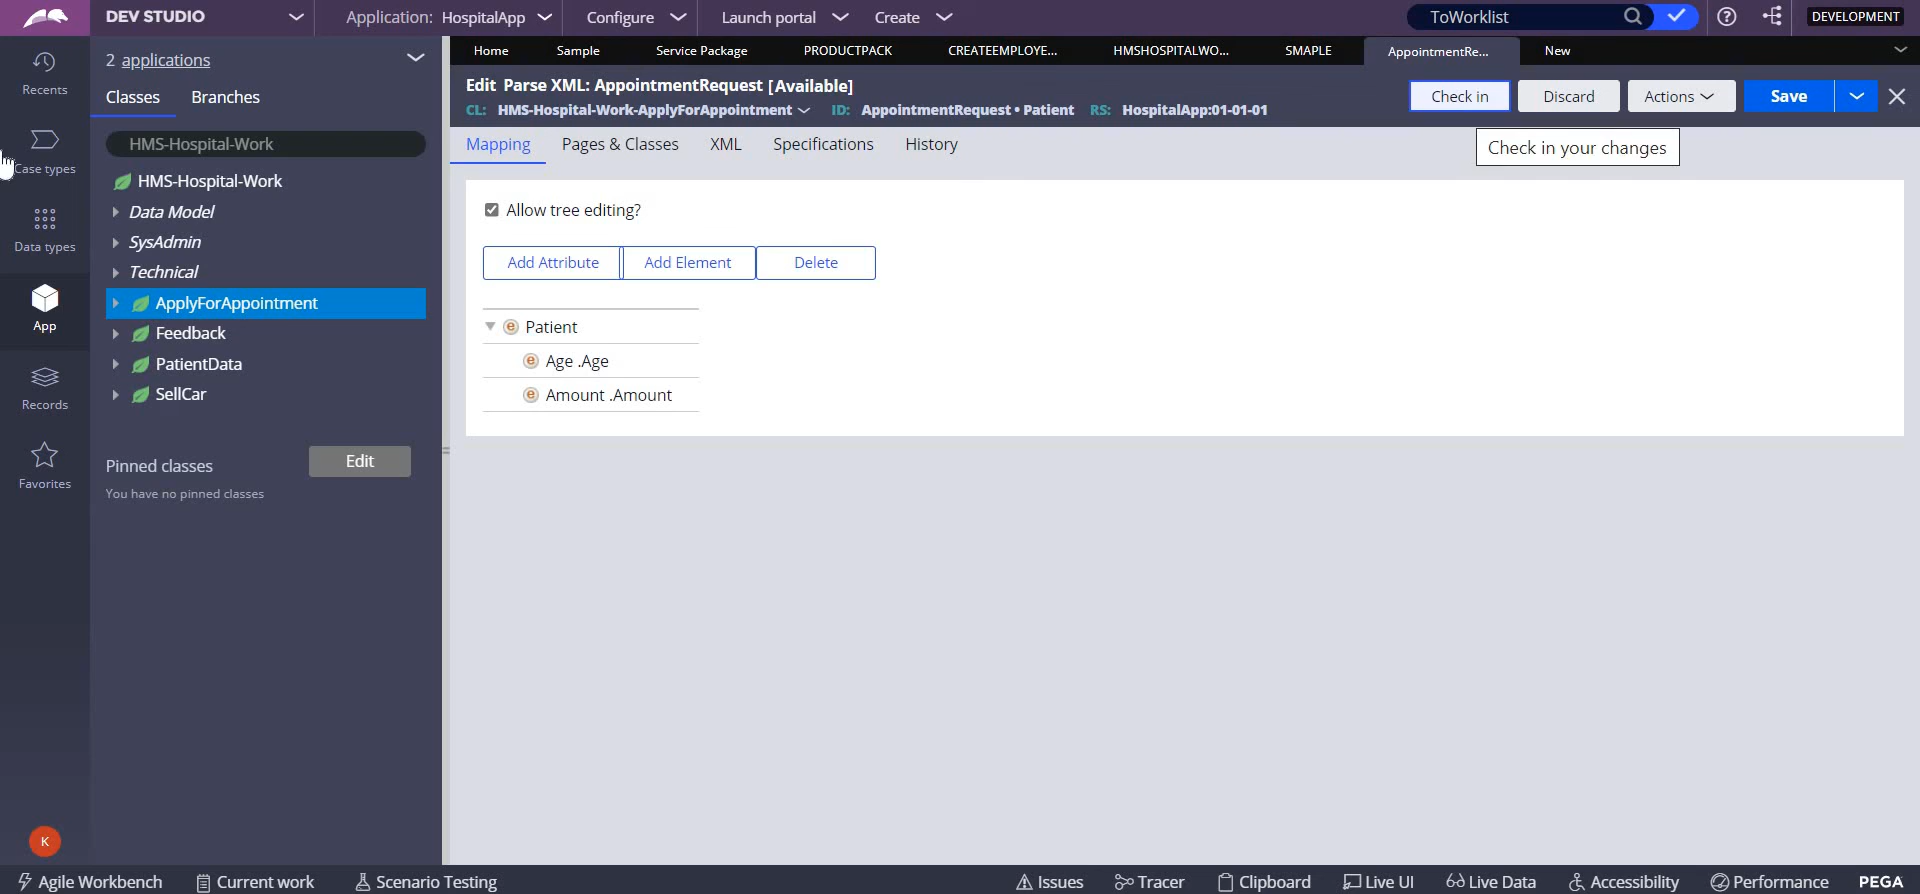 DEV STUDIO
Application: HospitalApp
Configure
Launch portal
Create
ToWorklist
DEVELOPMENT
Recents
Case types
Data types
App
Records
Favorites
K
2 applications
Classes Branches
HMS-Hospital-Work
HMS-Hospital-Work
Data Model
SysAdmin
Technical
ApplyForAppointment
Feedback
PatientData
SellCar
Pinned classes
Edit
You have no pinned classes
Home Sample Service Package PRODUCTPACK CREATEEMPLOYE... HMSHOSPITALWO... SMAPLE AppointmentRe... New
Edit Parse XML: AppointmentRequest [Available]
CL: HMS-Hospital-Work-ApplyForAppointment ID: AppointmentRequest • Patient RS: HospitalApp:01-01-01
Check in Discard Actions Save
Check in your changes
Mapping Pages & Classes XML Specifications History
Allow tree editing?
Add Attribute Add Element Delete
e Patient
e Age .Age
e Amount .Amount
Agile Workbench Current work Scenario Testing Issues Tracer Clipboard Live UI Live Data Accessibility Performance PEGA